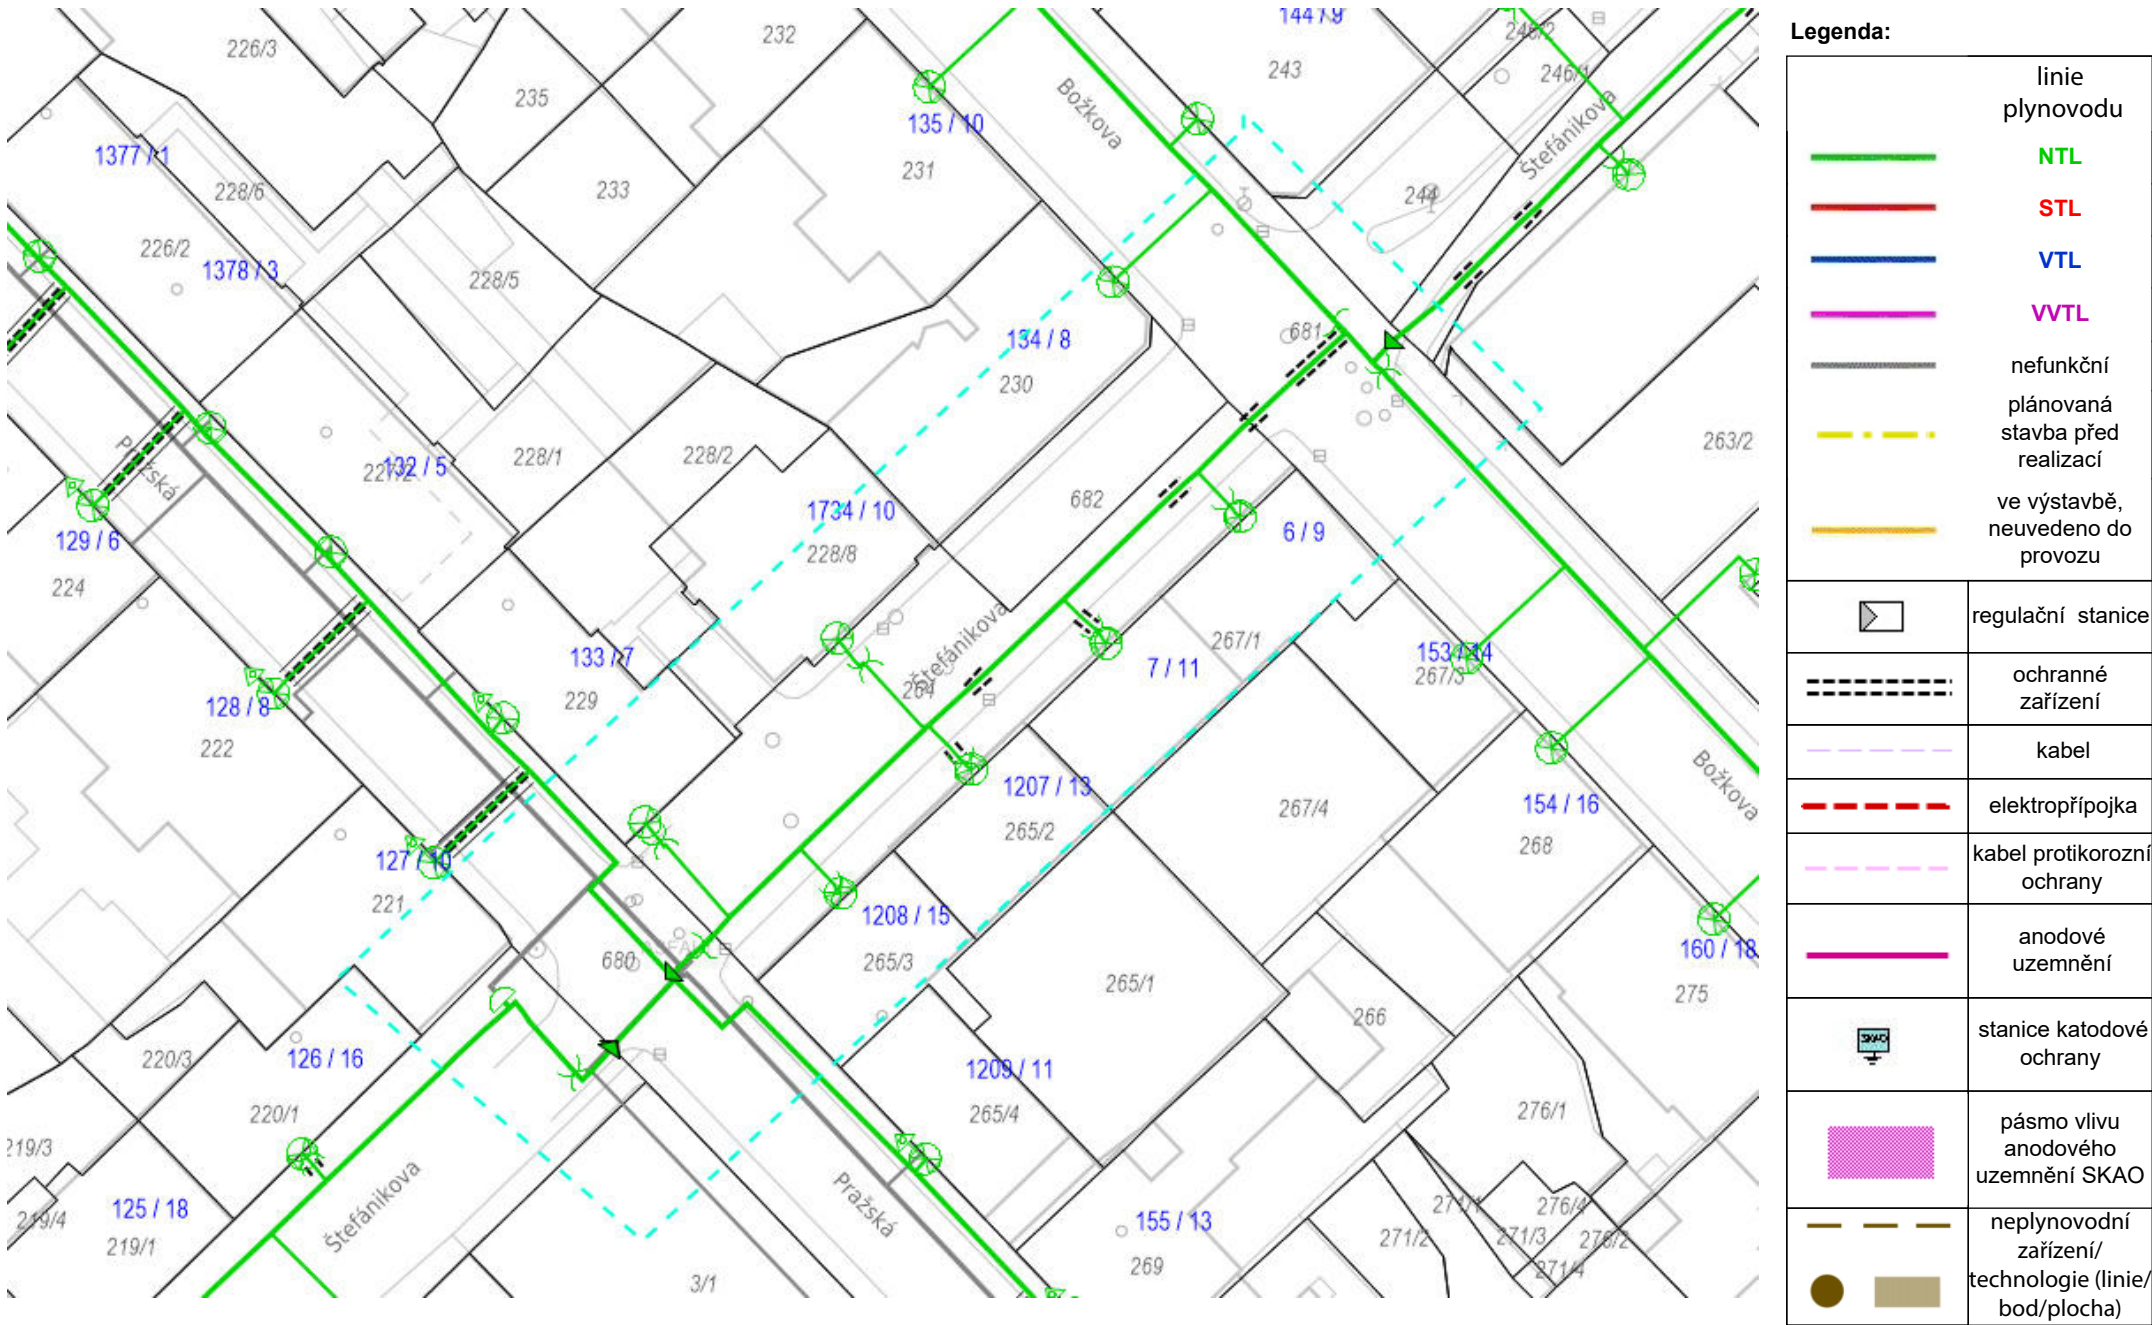 226/3
232
144 / 9
243
246/2
246/1
235
1377 / 1
135 / 10
Božkova
Štefánikova
228/6
233
231
244
226/2
1378 / 3
228/5
134 / 8
681
230
Pražská
132 / 5
228/1
228/2
263/2
682
1734 / 10
6 / 9
129 / 6
228/8
224
Štefánikova
267/1
133 / 7
7 / 11
153 / 14
267/3
264
128 / 8
229
222
Božkova
1207 / 13
267/4
154 / 16
265/2
268
127 / 10
221
1208 / 15
160 / 18
680
265/3
265/1
275
266
220/3
126 / 16
1209 / 11
220/1
265/4
276/1
219/3
Štefánikova
Pražská
125 / 18
219/4
219/1
155 / 13
271/1
276/4
271/2
271/3
276/2
269
271/4
3/1
Legenda:
linie
plynovodu
NTL
STL
VTL
VVTL
nefunkční
plánovaná
stavba před
realizací
ve výstavbě,
neuvedeno do
provozu
regulační stanice
ochranné
zařízení
kabel
elektropřípojka
kabel protikorozní
ochrany
anodové
uzemnění
SKAO
stanice katodové
ochrany
pásmo vlivu
anodového
uzemnění SKAO
neplynovodní
zařízení/
technologie (linie/
bod/plocha)